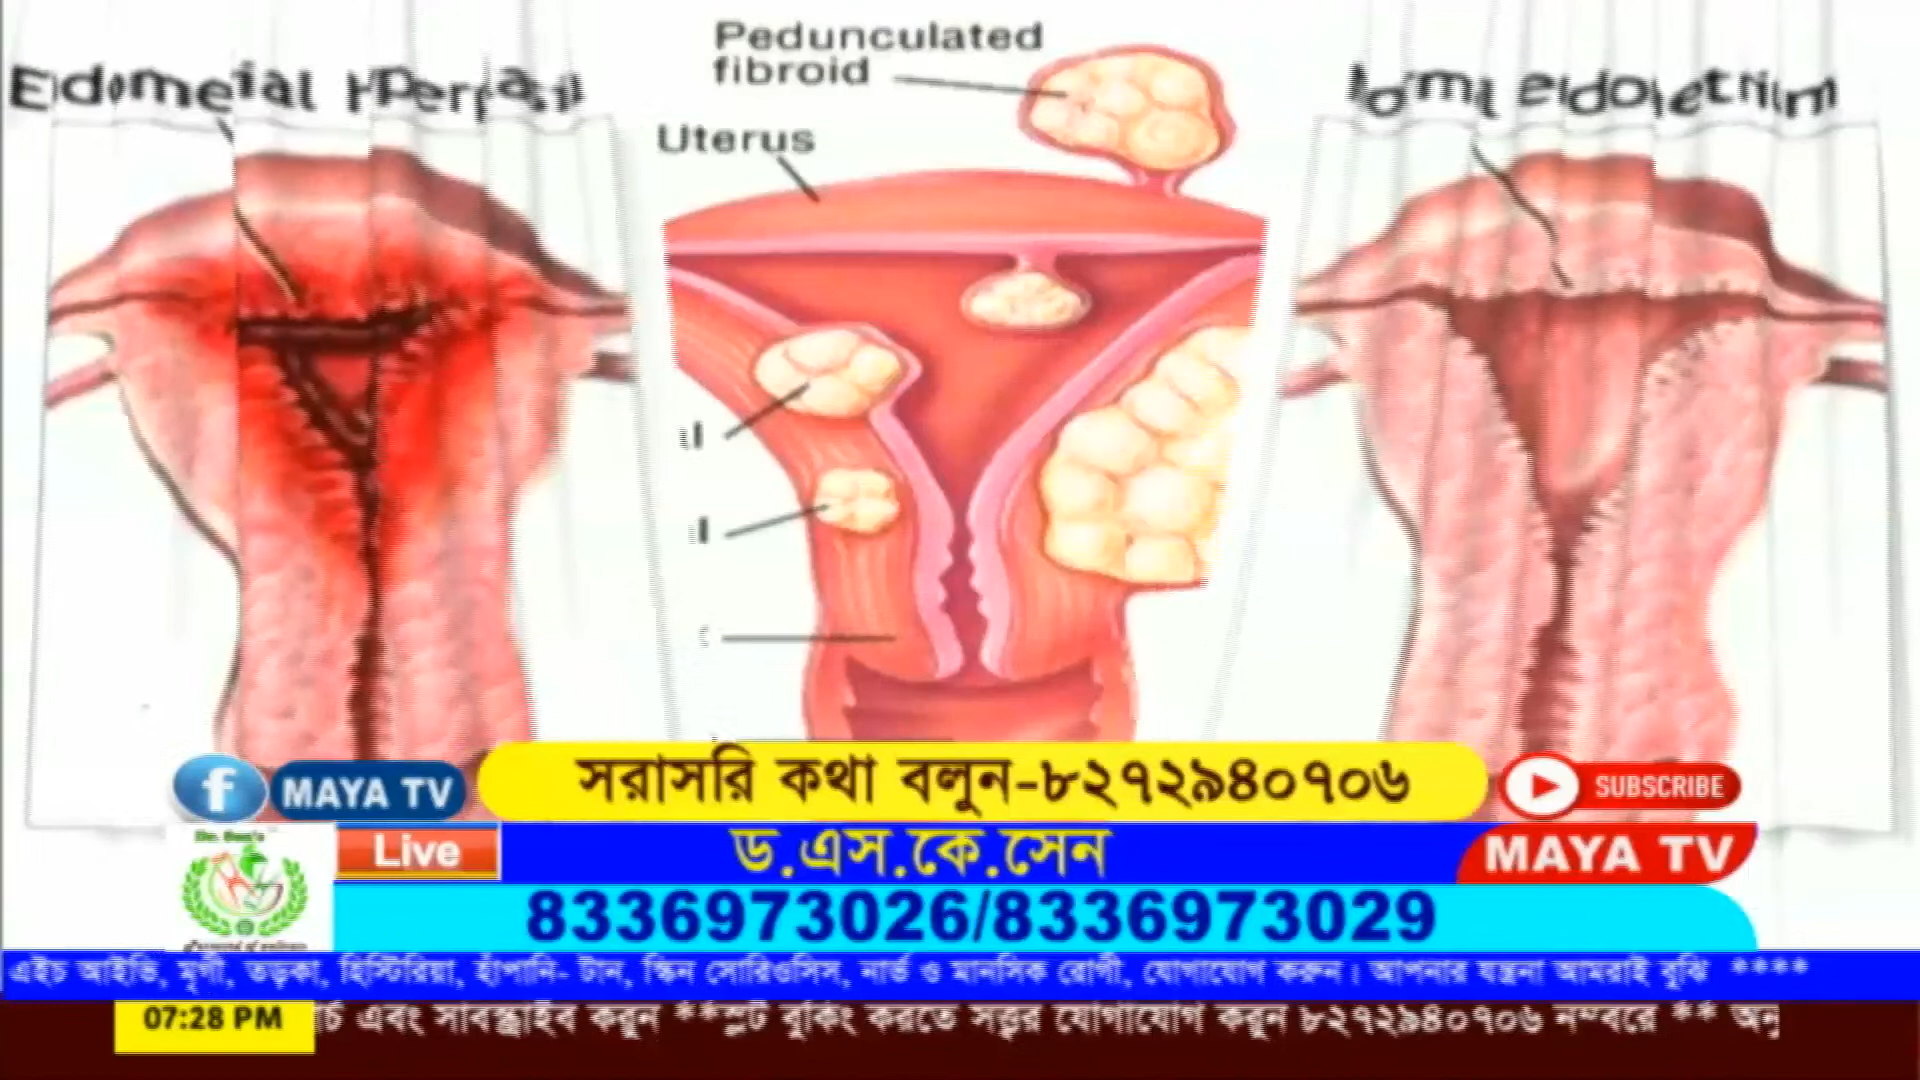 Pedunculated
fibroid
Uterus
সরাসরি কথা বলুন-৮২৭২৯৪০৭০৬
f MAYA TV
SUBSCRIBE
Live
ড.এস.কে.সেন
MAYA TV
8336973026/8336973029
এইচ আইভি, মৃগী, তড়কা, হিস্টিরিয়া, হাঁপানি- টান, স্কিন সোরিওসিস, নার্ভ ও মানসিক রোগী, যোগাযোগ করুন। আপনার যন্ত্রনা আমরাই বুঝি ****
07:28 PM
এবং সাবস্ক্রাইব করুন **স্লট বুকিং করতে সত্ত্বর যোগাযোগ করুন ৮২৭২৯৪০৭০৬ নম্বরে **